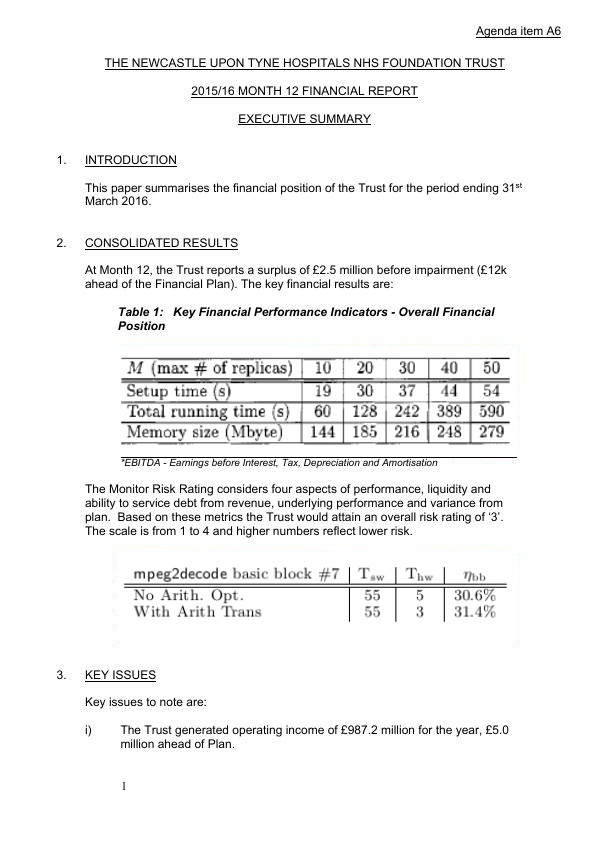 Agenda item A6
THE NEWCASTLE UPON TYNE HOSPITALS NHS FOUNDATION TRUST
2015/16 MONTH 12 FINANCIAL REPORT
EXECUTIVE SUMMARY
1. INTRODUCTION
This paper summarises the financial position of the Trust for the period ending 31st
March 2016.
2. CONSOLIDATED RESULTS
At Month 12, the Trust reports a surplus of £2.5 million before impairment (£12k
ahead of the Financial Plan). The key financial results are:
Table 1: Key Financial Performance Indicators - Overall Financial
Position
M (max # of replicas) 10 20 30 40 50
Setup time (s) 19 30 37 44 54
Total running time (s) 60 128 242 389 590
Memory size (Mbyte) 144 185 216 248 279
*EBITDA - Earnings before Interest, Tax, Depreciation and Amortisation
The Monitor Risk Rating considers four aspects of performance, liquidity and
ability to service debt from revenue, underlying performance and variance from
plan. Based on these metrics the Trust would attain an overall risk rating of ‘3’.
The scale is from 1 to 4 and higher numbers reflect lower risk.
mpeg2decode basic block #7 Tsw Thw ηbb
No Arith. Opt. 55 5 30.6%
With Arith Trans 55 3 31.4%
3. KEY ISSUES
Key issues to note are:
i) The Trust generated operating income of £987.2 million for the year, £5.0
million ahead of Plan.
1